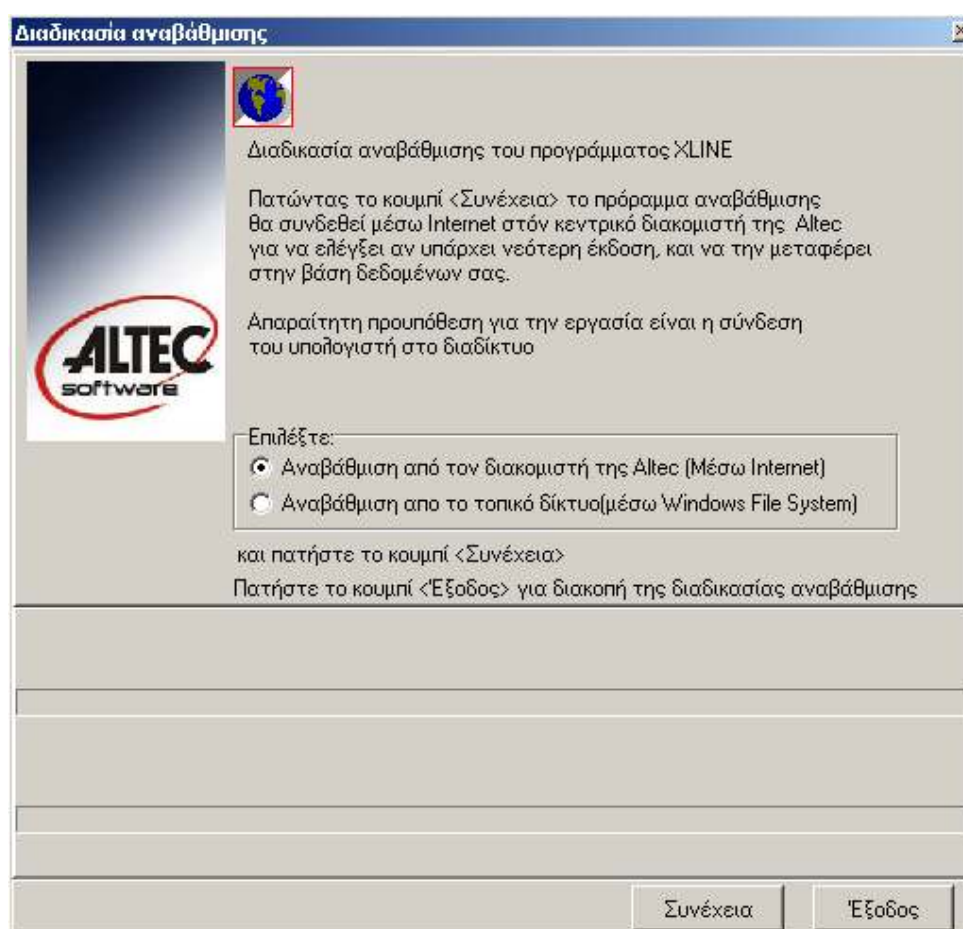 Διαδικασία αναβάθμισης
Διαδικασία αναβάθμισης του προγράμματος XLINE
Πατώντας το κουμπί <Συνέχεια> το πρόραμμα αναβάθμισης
θα συνδεθεί μέσω Internet στόν κεντρικό διακομιστή της Altec
για να ελέγξει αν υπάρχει νεότερη έκδοση, και να την μεταφέρει
στην βάση δεδομένων σας.
Απαραίτητη προυπόθεση για την εργασία είναι η σύνδεση
του υπολογιστή στο διαδίκτυο
ALTEC
software
Επιλέξτε:
Αναβάθμιση από τον διακομιστή της Altec (Μέσω Internet)
Αναβάθμιση απο το τοπικό δίκτυο(μέσω Windows File System)
και πατήστε το κουμπί <Συνέχεια>
Πατήστε το κουμπί <Έξοδος> για διακοπή της διαδικασίας αναβάθμισης
Συνέχεια
Έξοδος